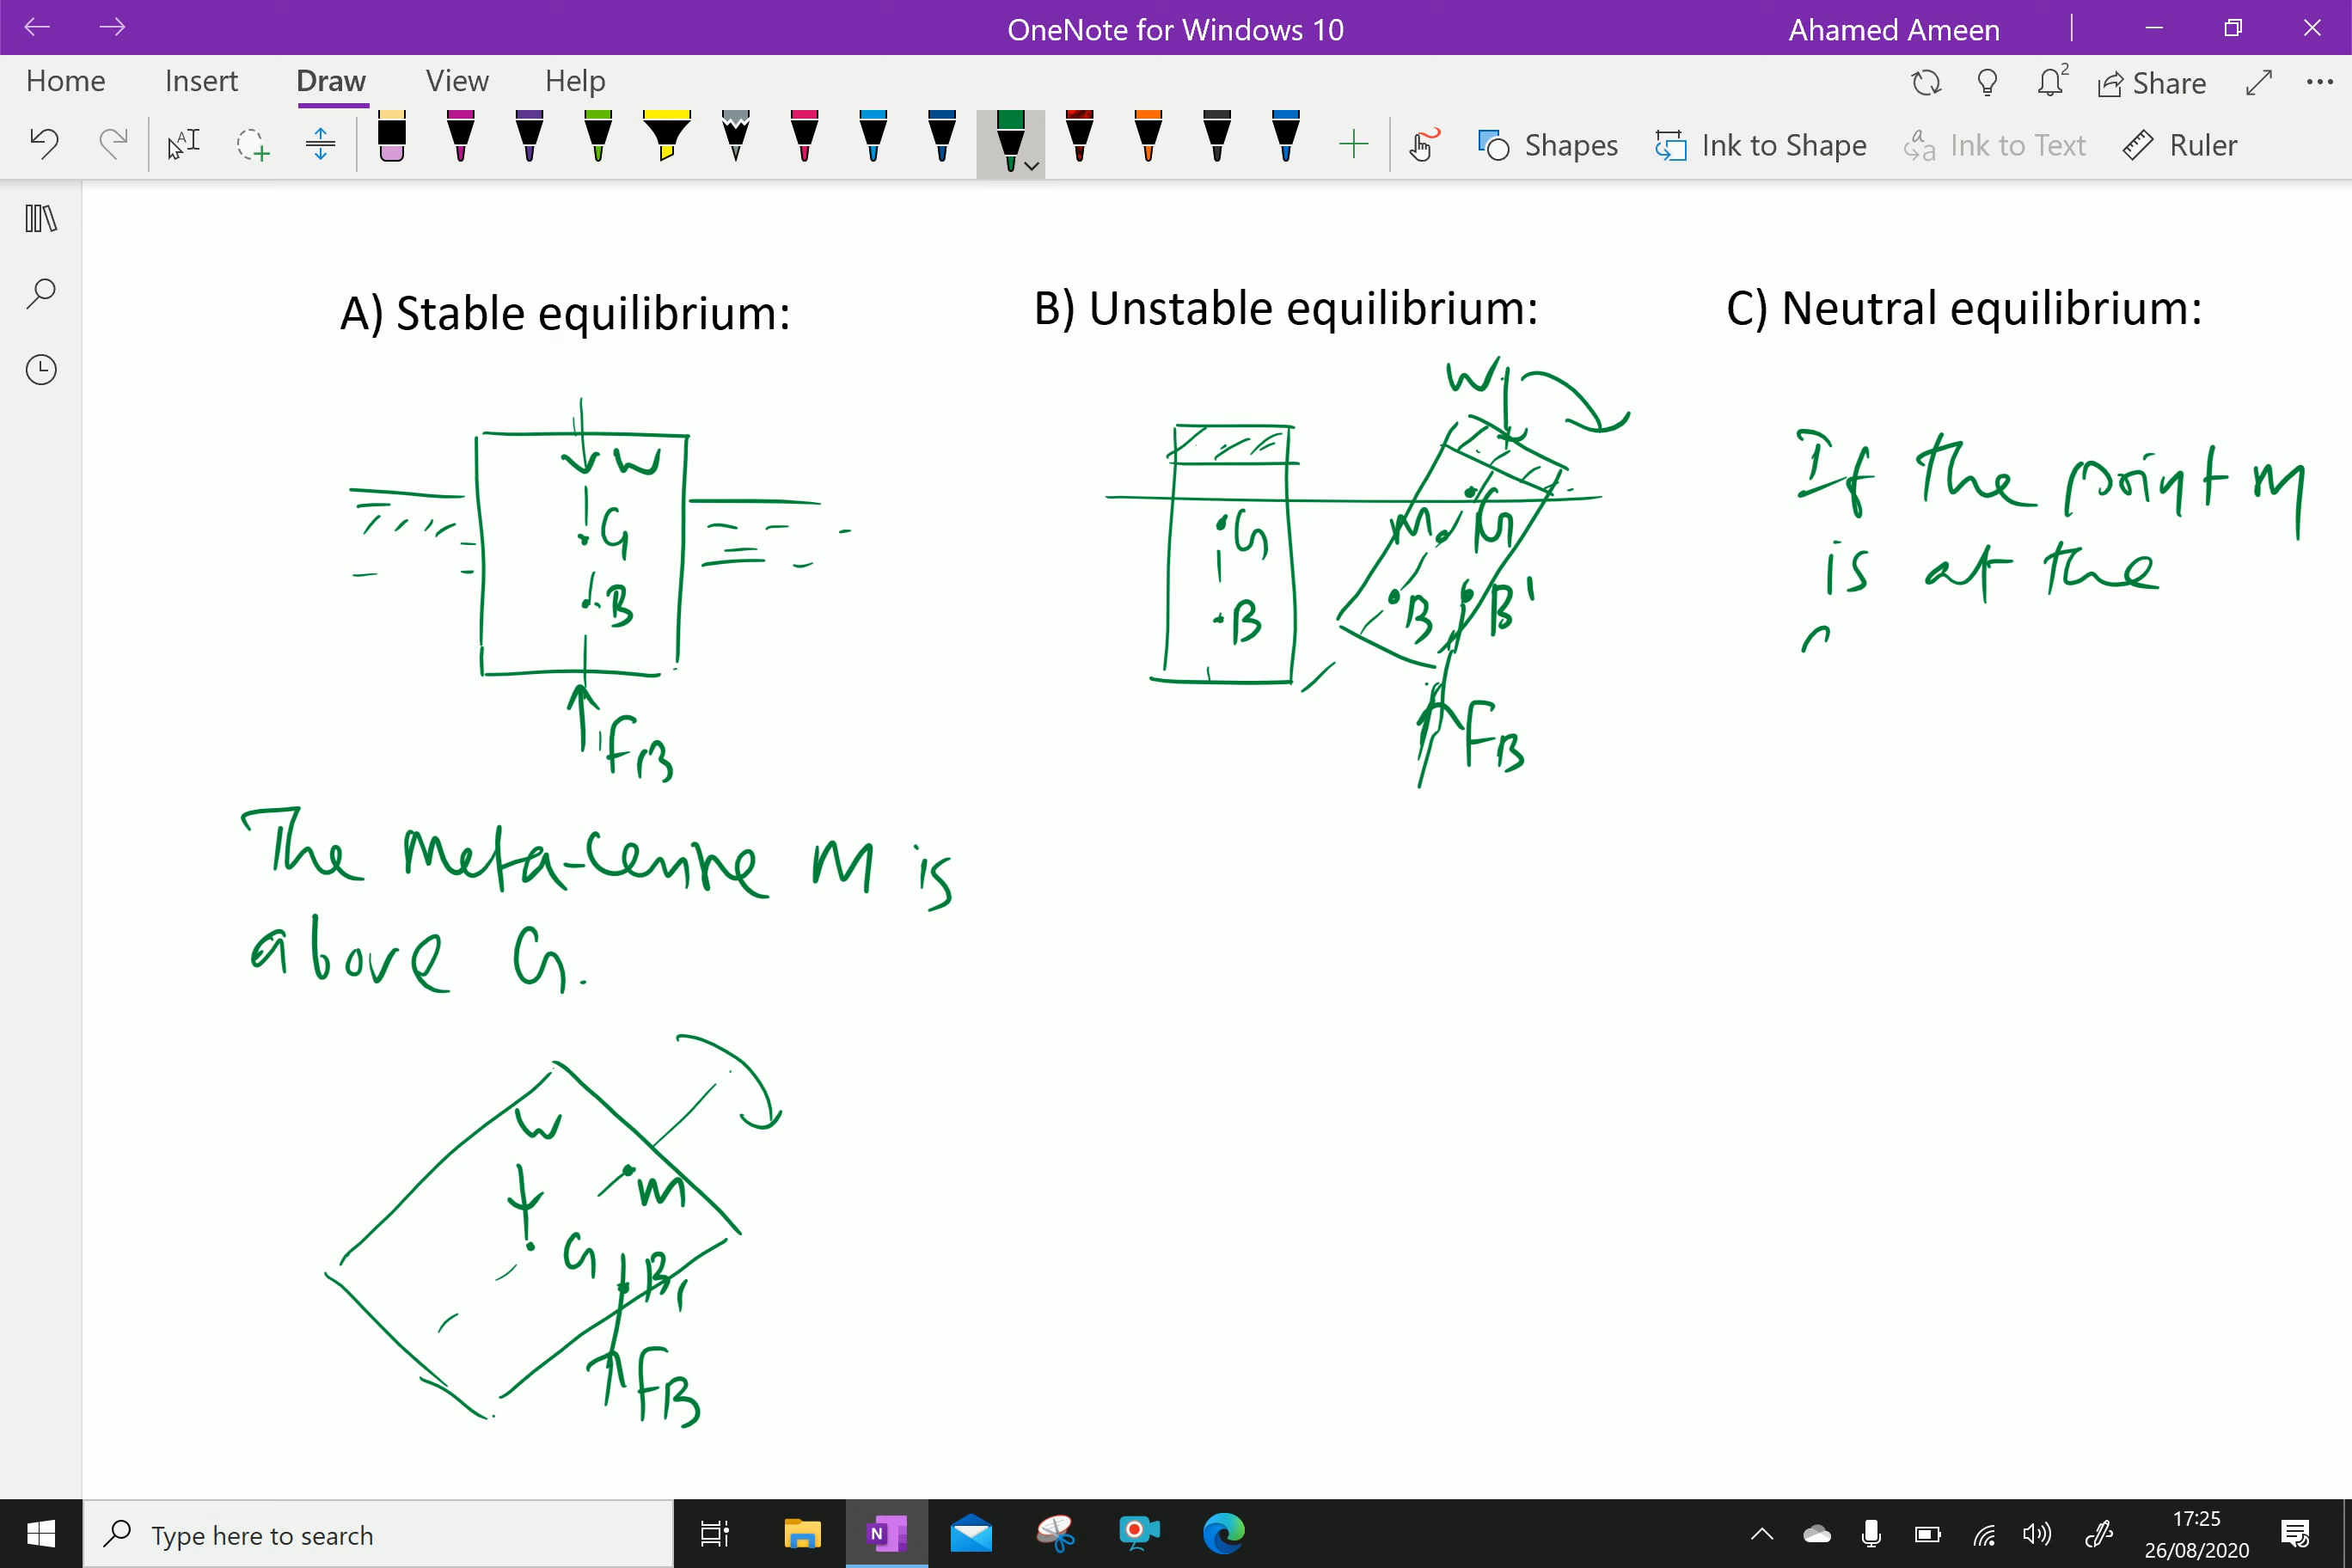 OneNote for Windows 10
Ahamed Ameen
Home Insert Draw View Help
2
Share
Shapes
Ink to Shape
Ink to Text
Ruler
A) Stable equilibrium:
W
G
B
FB
The meta-centre M is
above G.
W
M
G
B1
FB
B) Unstable equilibrium:
W
G
B
M G
B B'
FB
C) Neutral equilibrium:
If the point M
is at the
Type here to search
N
17:25
26/08/2020